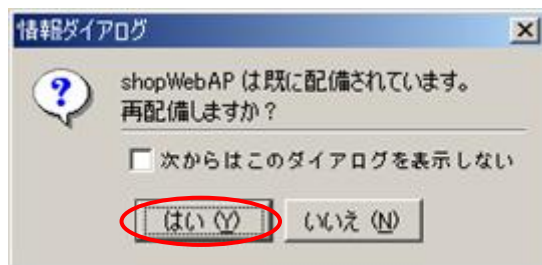 情報ダイアログ
shopWebAP は既に配備されています。
再配備しますか？
次からはこのダイアログを表示しない
はい (Y)
いいえ (N)